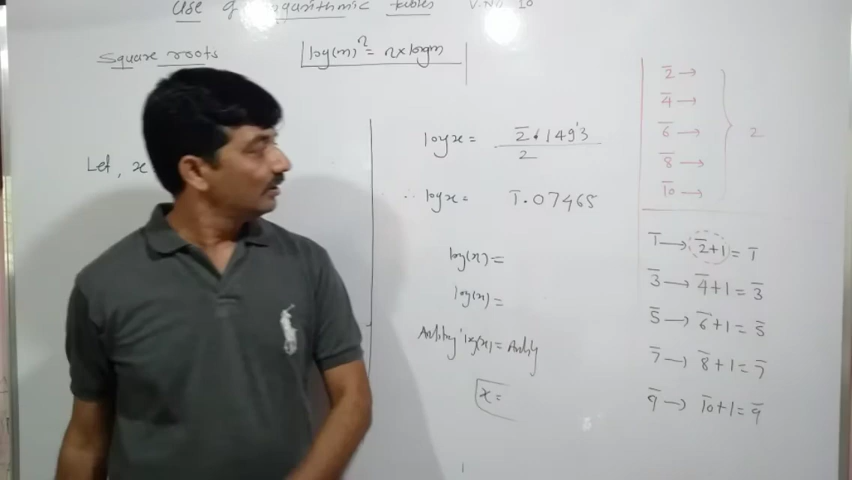 Use of Logarithmic tables V.No 10
Square roots
log(m)ⁿ = n × logm
Let, x
log x = 2̅.1493 / 2
∴ log x = 1̅.07465
log(x) =
log(x) =
Antilog log(x) = Antilog
x =
2̅ →
4̅ →
6̅ → } 2
8̅ →
1̅0̅ →
1̅ → 2̅+1 = 1̅
3̅ → 4̅+1 = 3̅
5̅ → 6̅+1 = 5̅
7̅ → 8̅+1 = 7̅
9̅ → 1̅0̅+1 = 9̅